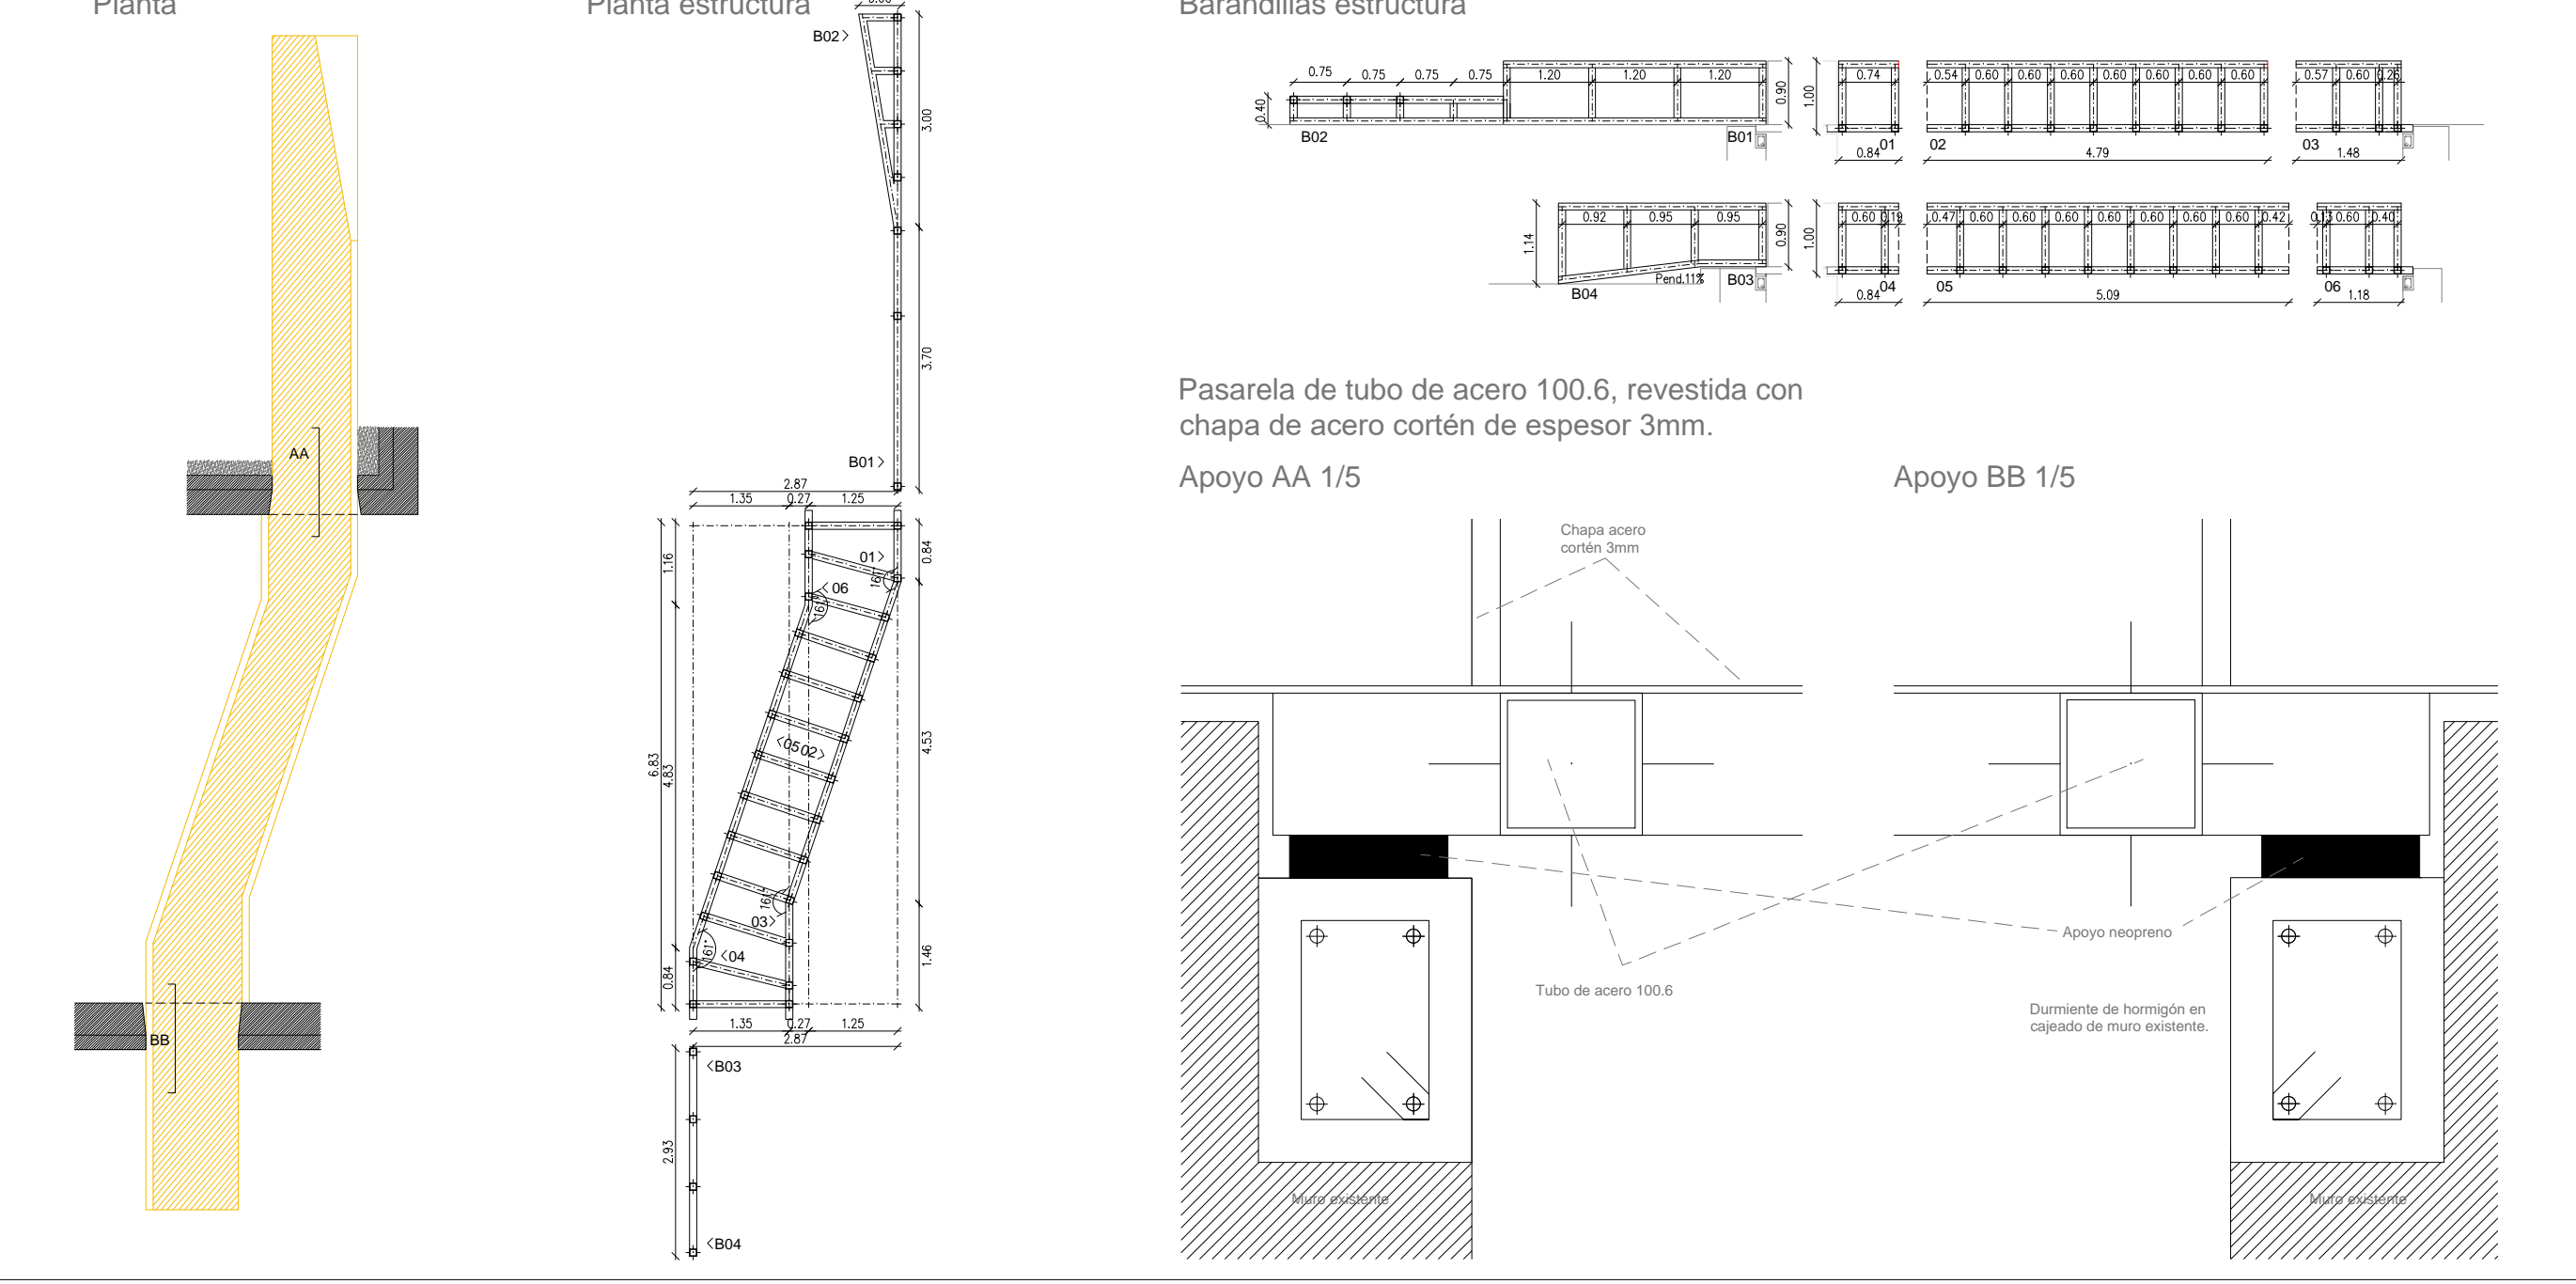 Planta
Planta estructura
Barandillas estructura
B02
3.00
3.70
B01
2.87
1.35 0.27 1.25
1.16
6.83
4.83
0.84
01
06
161°
0.84
<05 02>
4.53
03
161°
04
1.46
1.35 0.27 1.25
2.87
<B03
2.93
<B04
AA
BB
0.75 0.75 0.75 0.75 1.20 1.20 1.20
0.40
0.90
B02
B01
1.00
0.74
01
0.84
0.54 0.60 0.60 0.60 0.60 0.60 0.60 0.60
02
4.79
0.57 0.60 0.26
03
1.48
0.92 0.95 0.95
1.14
0.90
B04
Pend.11%
B03
1.00
0.60 0.19
04
0.84
0.47 0.60 0.60 0.60 0.60 0.60 0.60 0.60 0.42
05
5.09
0.13 0.60 0.40
06
1.18
Pasarela de tubo de acero 100.6, revestida con
chapa de acero cortén de espesor 3mm.
Apoyo AA 1/5
Apoyo BB 1/5
Chapa acero
cortén 3mm
Apoyo neopreno
Tubo de acero 100.6
Durmiente de hormigón en
cajeado de muro existente.
Muro existente
Muro existente